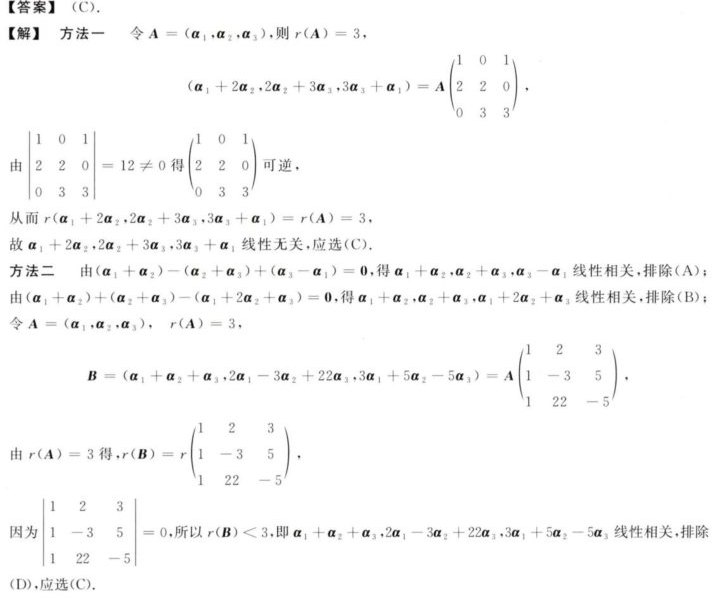 【答案】 (C).
【解】 方法一 令 A = (α₁,α₂,α₃),则 r(A) = 3,
(α₁ + 2α₂,2α₂ + 3α₃,3α₃ + α₁) = A
1 0 1
2 2 0
0 3 3
,
由
1 0 1
2 2 0
0 3 3
= 12 ≠ 0 得
1 0 1
2 2 0
0 3 3
可逆,
从而 r(α₁ + 2α₂,2α₂ + 3α₃,3α₃ + α₁) = r(A) = 3,
故 α₁ + 2α₂,2α₂ + 3α₃,3α₃ + α₁ 线性无关,应选(C).
方法二 由(α₁ + α₂) − (α₂ + α₃) + (α₃ − α₁) = 0,得 α₁ + α₂,α₂ + α₃,α₃ − α₁ 线性相关,排除(A);
由(α₁ + α₂) + (α₂ + α₃) − (α₁ + 2α₂ + α₃) = 0,得 α₁ + α₂,α₂ + α₃,α₁ + 2α₂ + α₃ 线性相关,排除(B);
令 A = (α₁,α₂,α₃), r(A) = 3,
B = (α₁ + α₂ + α₃,2α₁ − 3α₂ + 22α₃,3α₁ + 5α₂ − 5α₃) = A
1 2 3
1 −3 5
1 22 −5
,
由 r(A) = 3 得,r(B) = r
1 2 3
1 −3 5
1 22 −5
,
因为
1 2 3
1 −3 5
1 22 −5
= 0,所以 r(B) < 3,即 α₁ + α₂ + α₃,2α₁ − 3α₂ + 22α₃,3α₁ + 5α₂ − 5α₃ 线性相关,排除
(D),应选(C).